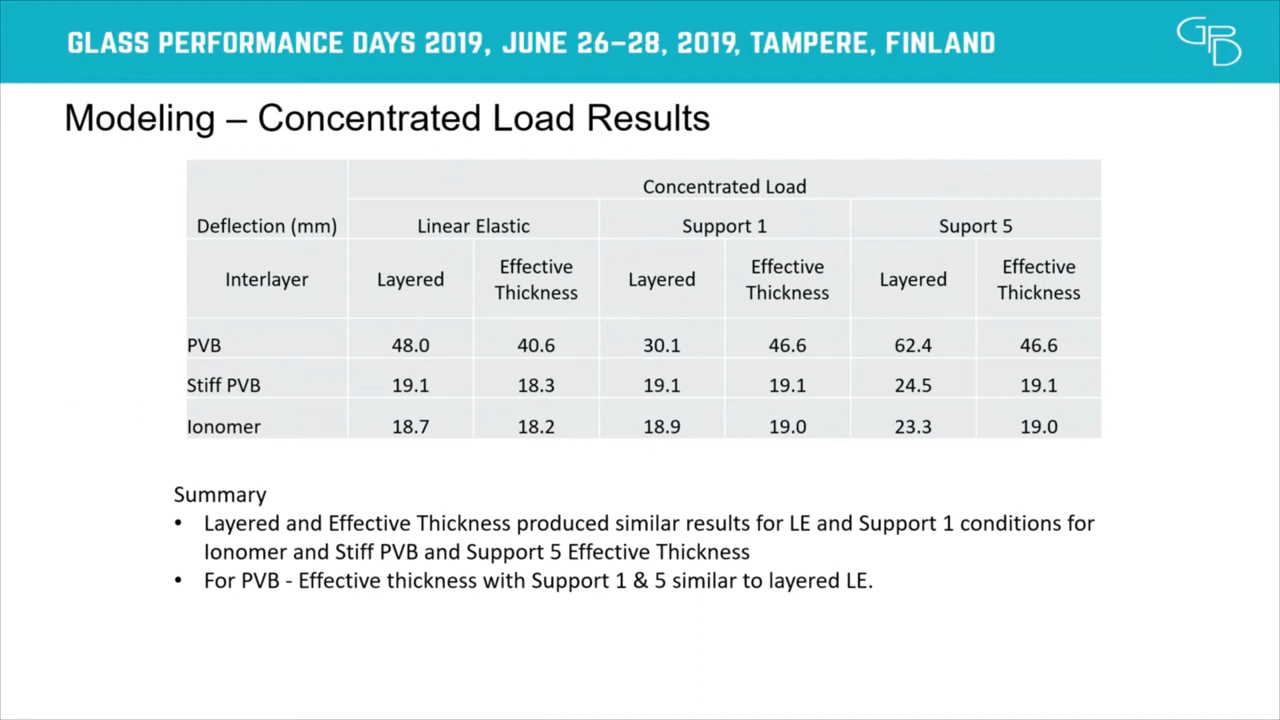 GLASS PERFORMANCE DAYS 2019, JUNE 26–28, 2019, TAMPERE, FINLAND
GPD
Modeling – Concentrated Load Results
Concentrated Load
Deflection (mm) Linear Elastic Support 1 Suport 5
Interlayer Layered Effective Thickness Layered Effective Thickness Layered Effective Thickness
PVB 48.0 40.6 30.1 46.6 62.4 46.6
Stiff PVB 19.1 18.3 19.1 19.1 24.5 19.1
Ionomer 18.7 18.2 18.9 19.0 23.3 19.0
Summary
• Layered and Effective Thickness produced similar results for LE and Support 1 conditions for
Ionomer and Stiff PVB and Support 5 Effective Thickness
• For PVB - Effective thickness with Support 1 & 5 similar to layered LE.